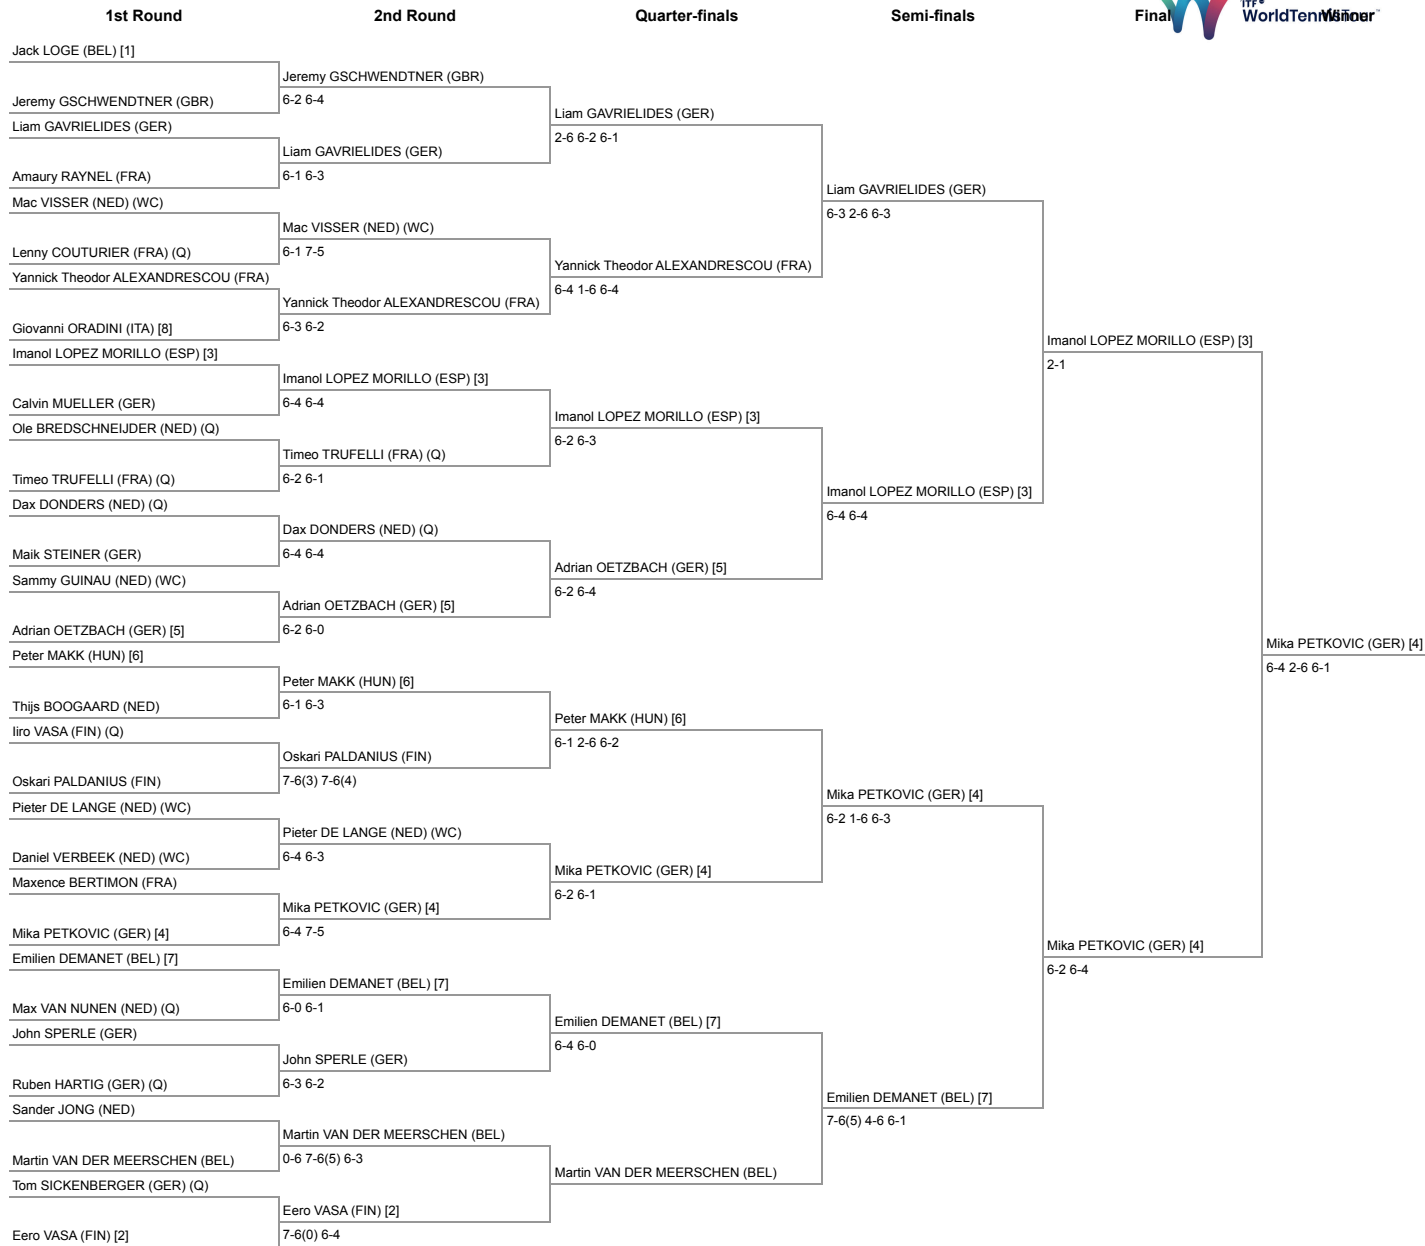 1st Round
2nd Round
Quarter-finals
Semi-finals
Final
Winner
ITF
WorldTennisTour
Jack LOGE (BEL) [1]
Jeremy GSCHWENDTNER (GBR)
Liam GAVRIELIDES (GER)
Amaury RAYNEL (FRA)
Mac VISSER (NED) (WC)
Lenny COUTURIER (FRA) (Q)
Yannick Theodor ALEXANDRESCOU (FRA)
Giovanni ORADINI (ITA) [8]
Imanol LOPEZ MORILLO (ESP) [3]
Calvin MUELLER (GER)
Ole BREDSCHNEIJDER (NED) (Q)
Timeo TRUFELLI (FRA) (Q)
Dax DONDERS (NED) (Q)
Maik STEINER (GER)
Sammy GUINAU (NED) (WC)
Adrian OETZBACH (GER) [5]
Peter MAKK (HUN) [6]
Thijs BOOGAARD (NED)
Iiro VASA (FIN) (Q)
Oskari PALDANIUS (FIN)
Pieter DE LANGE (NED) (WC)
Daniel VERBEEK (NED) (WC)
Maxence BERTIMON (FRA)
Mika PETKOVIC (GER) [4]
Emilien DEMANET (BEL) [7]
Max VAN NUNEN (NED) (Q)
John SPERLE (GER)
Ruben HARTIG (GER) (Q)
Sander JONG (NED)
Martin VAN DER MEERSCHEN (BEL)
Tom SICKENBERGER (GER) (Q)
Eero VASA (FIN) [2]
Jeremy GSCHWENDTNER (GBR)
6-2 6-4
Liam GAVRIELIDES (GER)
6-1 6-3
Mac VISSER (NED) (WC)
6-1 7-5
Yannick Theodor ALEXANDRESCOU (FRA)
6-3 6-2
Imanol LOPEZ MORILLO (ESP) [3]
6-4 6-4
Timeo TRUFELLI (FRA) (Q)
6-2 6-1
Dax DONDERS (NED) (Q)
6-4 6-4
Adrian OETZBACH (GER) [5]
6-2 6-0
Peter MAKK (HUN) [6]
6-1 6-3
Oskari PALDANIUS (FIN)
7-6(3) 7-6(4)
Pieter DE LANGE (NED) (WC)
6-4 6-3
Mika PETKOVIC (GER) [4]
6-4 7-5
Emilien DEMANET (BEL) [7]
6-0 6-1
John SPERLE (GER)
6-3 6-2
Martin VAN DER MEERSCHEN (BEL)
0-6 7-6(5) 6-3
Eero VASA (FIN) [2]
7-6(0) 6-4
Liam GAVRIELIDES (GER)
2-6 6-2 6-1
Yannick Theodor ALEXANDRESCOU (FRA)
6-4 1-6 6-4
Imanol LOPEZ MORILLO (ESP) [3]
6-2 6-3
Adrian OETZBACH (GER) [5]
6-2 6-4
Peter MAKK (HUN) [6]
6-1 2-6 6-2
Mika PETKOVIC (GER) [4]
6-2 6-1
Emilien DEMANET (BEL) [7]
6-4 6-0
Martin VAN DER MEERSCHEN (BEL)
Liam GAVRIELIDES (GER)
6-3 2-6 6-3
Imanol LOPEZ MORILLO (ESP) [3]
6-4 6-4
Mika PETKOVIC (GER) [4]
6-2 1-6 6-3
Emilien DEMANET (BEL) [7]
7-6(5) 4-6 6-1
Imanol LOPEZ MORILLO (ESP) [3]
2-1
Mika PETKOVIC (GER) [4]
6-2 6-4
Mika PETKOVIC (GER) [4]
6-4 2-6 6-1